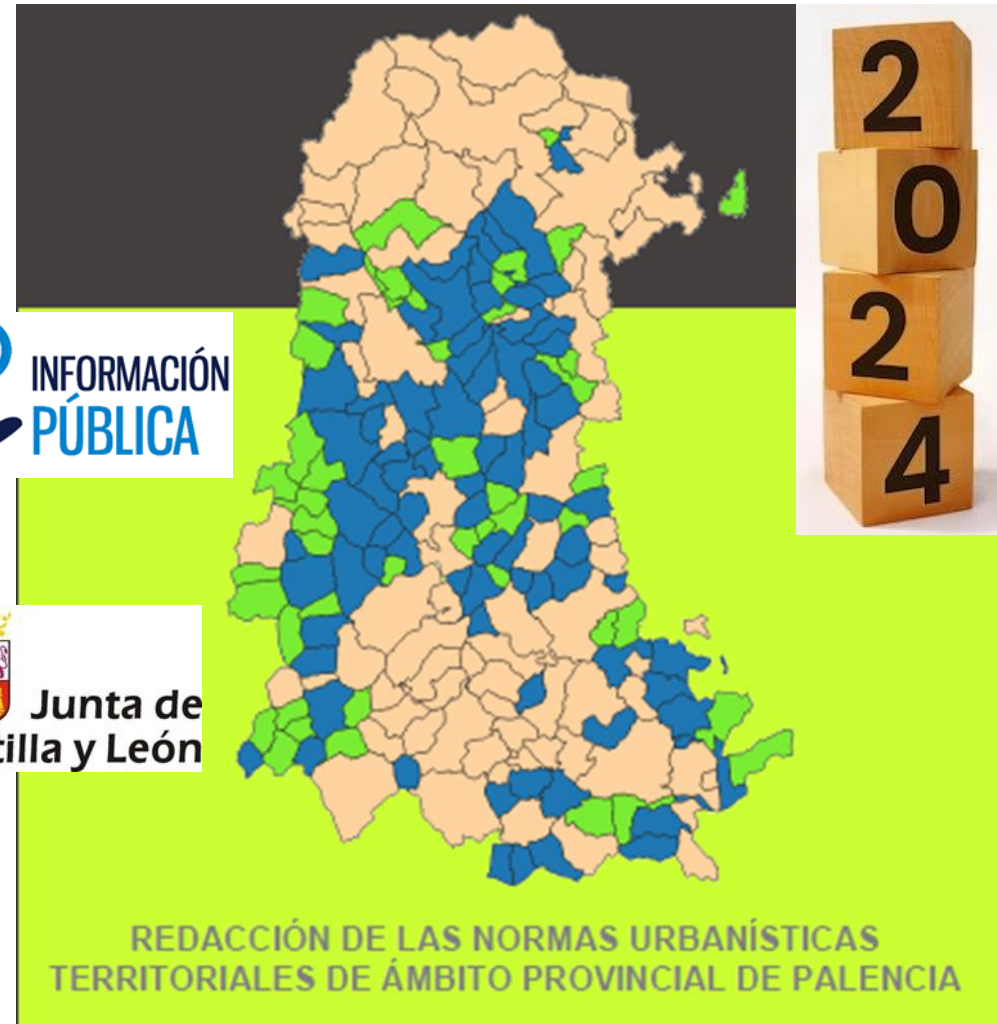 2
0
2
4
INFORMACIÓN
PÚBLICA
Junta de
tilla y León
REDACCIÓN DE LAS NORMAS URBANÍSTICAS
TERRITORIALES DE ÁMBITO PROVINCIAL DE PALENCIA